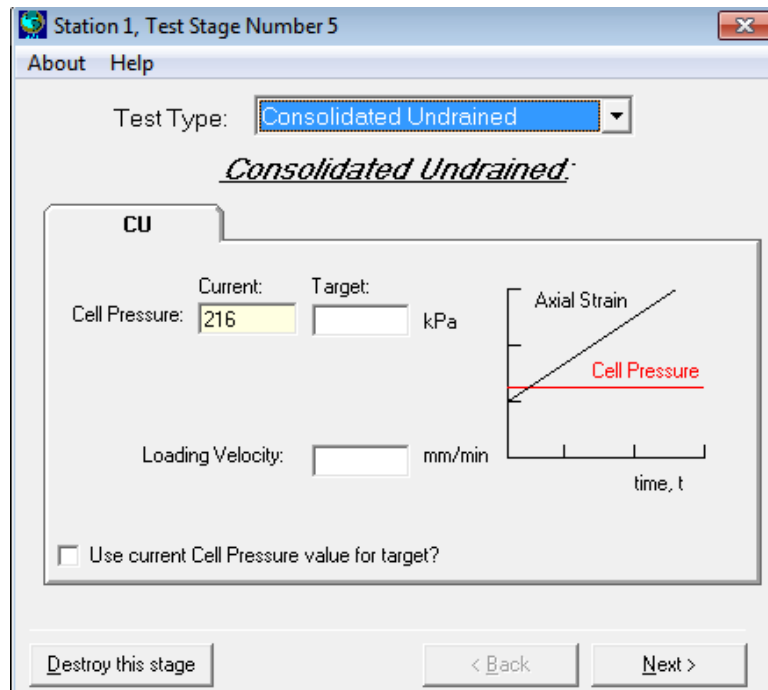 Station 1, Test Stage Number 5
About Help
Test Type: Consolidated Undrained
Consolidated Undrained:
CU
Current: Target:
Cell Pressure: 216 kPa
Axial Strain
Cell Pressure
Loading Velocity: mm/min
time, t
Use current Cell Pressure value for target?
Destroy this stage < Back Next >